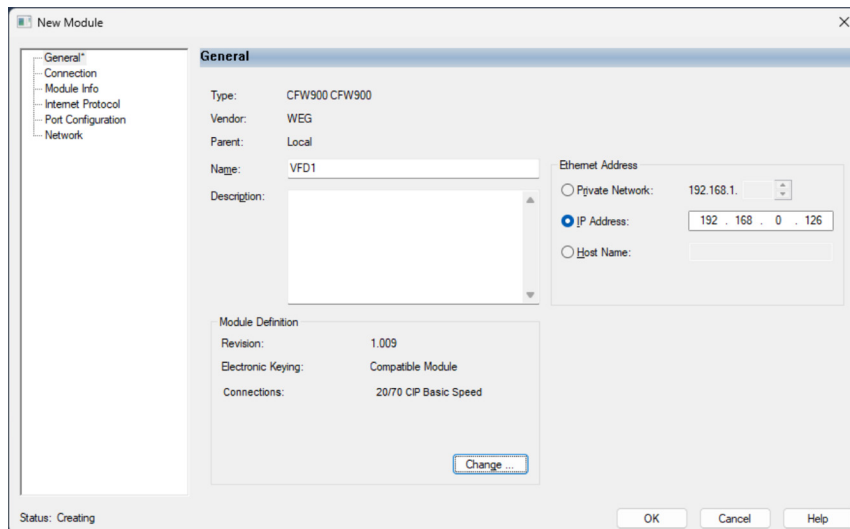 New Module
General*
Connection
Module Info
Internet Protocol
Port Configuration
Network
General
Type: CFW900 CFW900
Vendor: WEG
Parent: Local
Name: VFD1
Description:
Ethernet Address
Private Network: 192.168.1.
IP Address: 192 . 168 . 0 . 126
Host Name:
Module Definition
Revision: 1.009
Electronic Keying: Compatible Module
Connections: 20/70 CIP Basic Speed
Change ...
Status: Creating
OK Cancel Help